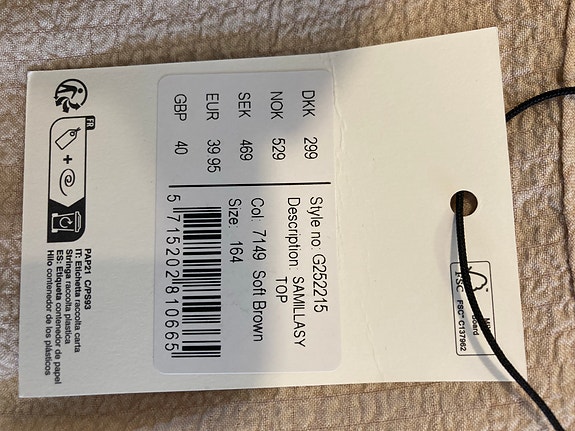 Style no: G252215
Description: SAMILLASY
TOP
Col: 7149 Soft Brown
Size: 164
DKK 299
NOK 529
SEK 469
EUR 39.95
GBP 40
5 715202 810665
FSC
FSC® C137982
Board
FR
+
PAP21 C/PS93
IT: Etichetta raccolta carta
Stringa raccolta plastica
ES: Etiqueta contenedor de papel
Hilo contenedor de los plásticos